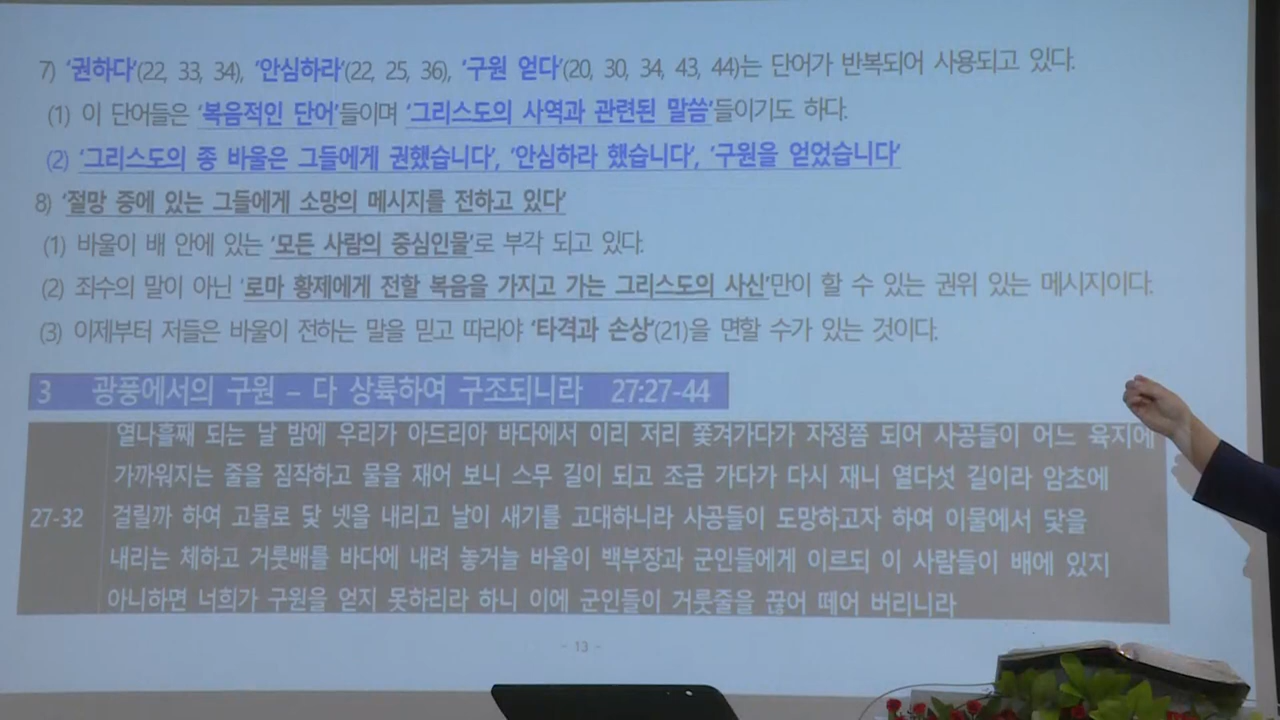 7) '권하다'(22, 33, 34), '안심하라'(22, 25, 36), '구원 얻다'(20, 30, 34, 43, 44)는 단어가 반복되어 사용되고 있다.
(1) 이 단어들은 '복음적인 단어'들이며 '그리스도의 사역과 관련된 말씀'들이기도 하다.
(2) '그리스도의 종 바울은 그들에게 권했습니다', '안심하라 했습니다', '구원을 얻었습니다'
8) '절망 중에 있는 그들에게 소망의 메시지를 전하고 있다'
(1) 바울이 배 안에 있는 '모든 사람의 중심인물'로 부각 되고 있다.
(2) 죄수의 말이 아닌 '로마 황제에게 전할 복음을 가지고 가는 그리스도의 사신'만이 할 수 있는 권위 있는 메시지이다.
(3) 이제부터 저들은 바울이 전하는 말을 믿고 따라야 '타격과 손상'(21)을 면할 수가 있는 것이다.
3 광풍에서의 구원 – 다 상륙하여 구조되니라 27:27-44
열나흘째 되는 날 밤에 우리가 아드리아 바다에서 이리 저리 쫓겨가다가 자정쯤 되어 사공들이 어느 육지에
가까워지는 줄을 짐작하고 물을 재어 보니 스무 길이 되고 조금 가다가 다시 재니 열다섯 길이라 암초에
27-32 걸릴까 하여 고물로 닻 넷을 내리고 날이 새기를 고대하니라 사공들이 도망하고자 하여 이물에서 닻을
내리는 체하고 거룻배를 바다에 내려 놓거늘 바울이 백부장과 군인들에게 이르되 이 사람들이 배에 있지
아니하면 너희가 구원을 얻지 못하리라 하니 이에 군인들이 거룻줄을 끊어 떼어 버리니라
- 13 -